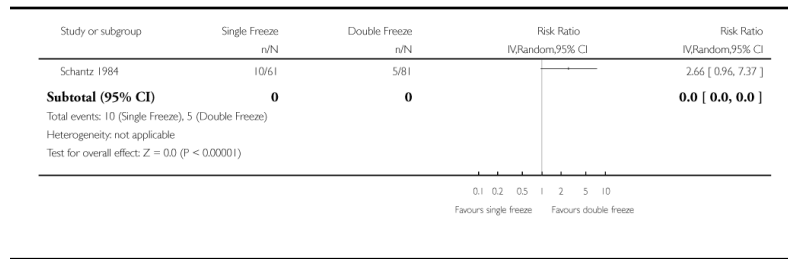 Study or subgroup Single Freeze Double Freeze Risk Ratio Risk Ratio
n/N n/N IV,Random,95% CI IV,Random,95% CI
Schantz 1984 10/61 5/81 2.66 [ 0.96, 7.37 ]
Subtotal (95% CI) 0 0 0.0 [ 0.0, 0.0 ]
Total events: 10 (Single Freeze), 5 (Double Freeze)
Heterogeneity: not applicable
Test for overall effect: Z = 0.0 (P < 0.00001)
0.1 0.2 0.5 1 2 5 10
Favours single freeze Favours double freeze